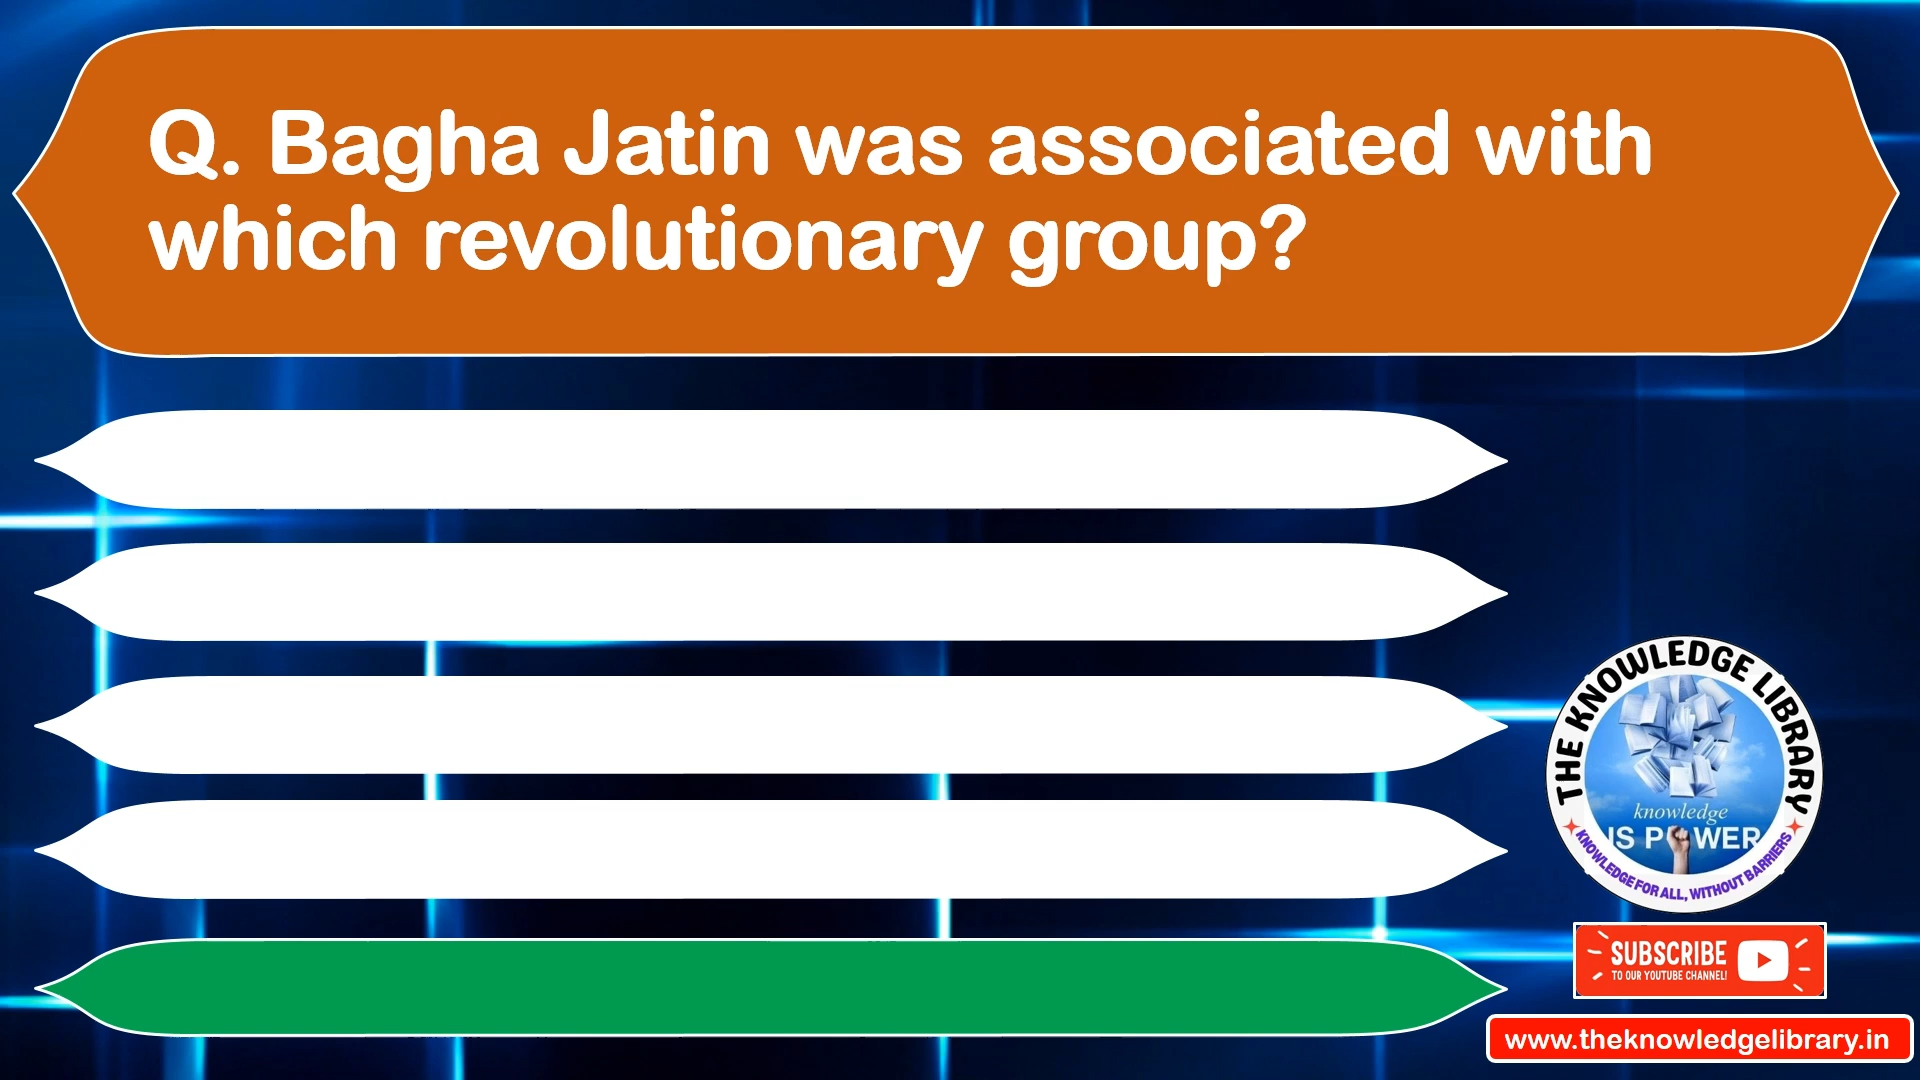 Q. Bagha Jatin was associated with
which revolutionary group?
THE KNOWLEDGE LIBRARY
knowledge
IS POWER
KNOWLEDGE FOR ALL, WITHOUT BARRIERS
SUBSCRIBE
TO OUR YOUTUBE CHANNEL!
www.theknowledgelibrary.in